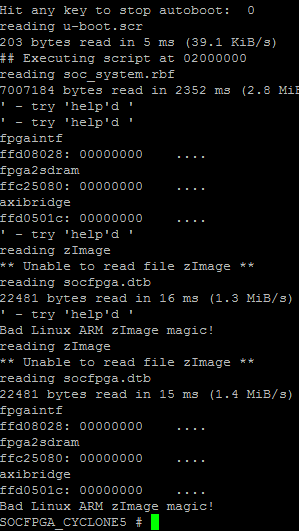 Hit any key to stop autoboot:  0
reading u-boot.scr
203 bytes read in 5 ms (39.1 KiB/s)
## Executing script at 02000000
reading soc_system.rbf
7007184 bytes read in 2352 ms (2.8 Mi
' - try 'help'd '
' - try 'help'd '
fpgaintf
ffd08028: 00000000    ....
fpga2sdram
ffc25080: 00000000    ....
axibridge
ffd0501c: 00000000    ....
' - try 'help'd '
reading zImage
** Unable to read file zImage **
reading socfpga.dtb
22481 bytes read in 16 ms (1.3 MiB/s)
' - try 'help'd '
Bad Linux ARM zImage magic!
reading zImage
** Unable to read file zImage **
reading socfpga.dtb
22481 bytes read in 15 ms (1.4 MiB/s)
fpgaintf
ffd08028: 00000000    ....
fpga2sdram
ffc25080: 00000000    ....
axibridge
ffd0501c: 00000000    ....
Bad Linux ARM zImage magic!
SOCFPGA_CYCLONE5 #